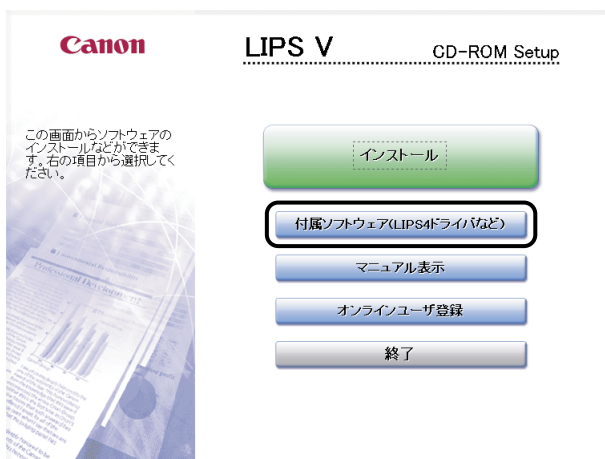 Canon
LIPS V
CD-ROM Setup
この画面からソフトウェアの
インストールなどができま
す。右の項目から選択してく
ださい。
インストール
付属ソフトウェア(LIPS4ドライバなど)
マニュアル表示
オンラインユーザ登録
終了
Professional Development